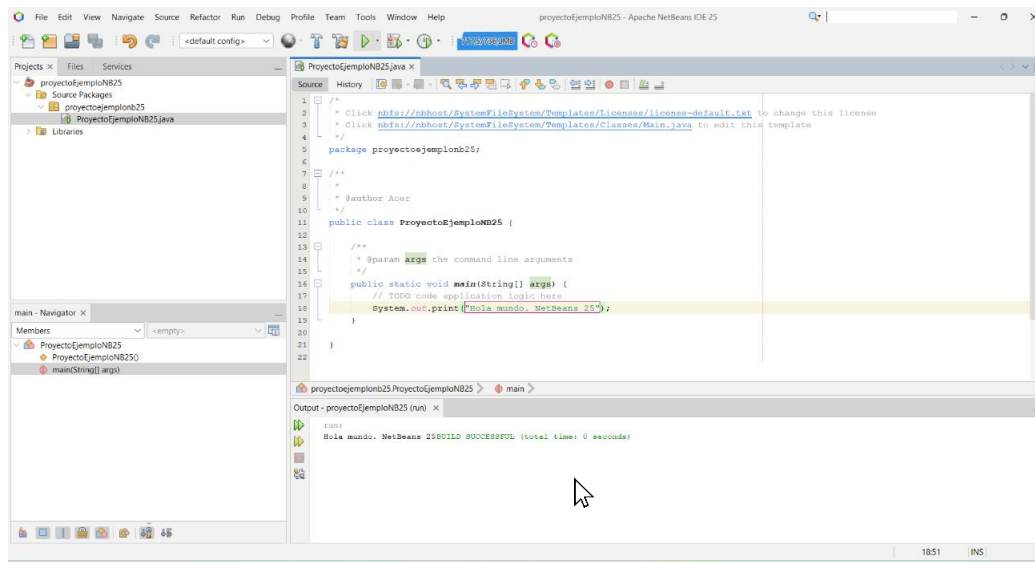 File Edit View Navigate Source Refactor Run Debug Profile Team Tools Window Help
proyectoEjemploNB25 - Apache NetBeans IDE 25
<default config>
Projects Files Services
proyectoEjemploNB25
Source Packages
proyectoejemplonb25
ProyectoEjemploNB25.java
Libraries
main - Navigator
Members <empty>
ProyectoEjemploNB25
ProyectoEjemploNB25()
main(String[] args)
ProyectoEjemploNB25.java
Source History
1 /*
2 * Click nbfs://nbhost/SystemFileSystem/Templates/Licenses/license-default.txt to change this license
3 * Click nbfs://nbhost/SystemFileSystem/Templates/Classes/Main.java to edit this template
4 */
5 package proyectoejemplonb25;
6
7 /**
8 *
9 * @author Acer
10 */
11 public class ProyectoEjemploNB25 {
12
13 /**
14 * @param args the command line arguments
15 */
16 public static void main(String[] args) {
17 // TODO code application logic here
18 System.out.print("Hola mundo. NetBeans 25");
19 }
20
21 }
22
proyectoejemplonb25.ProyectoEjemploNB25 main
Output - proyectoEjemploNB25 (run)
run:
Hola mundo. NetBeans 25BUILD SUCCESSFUL (total time: 0 seconds)
18:51 INS